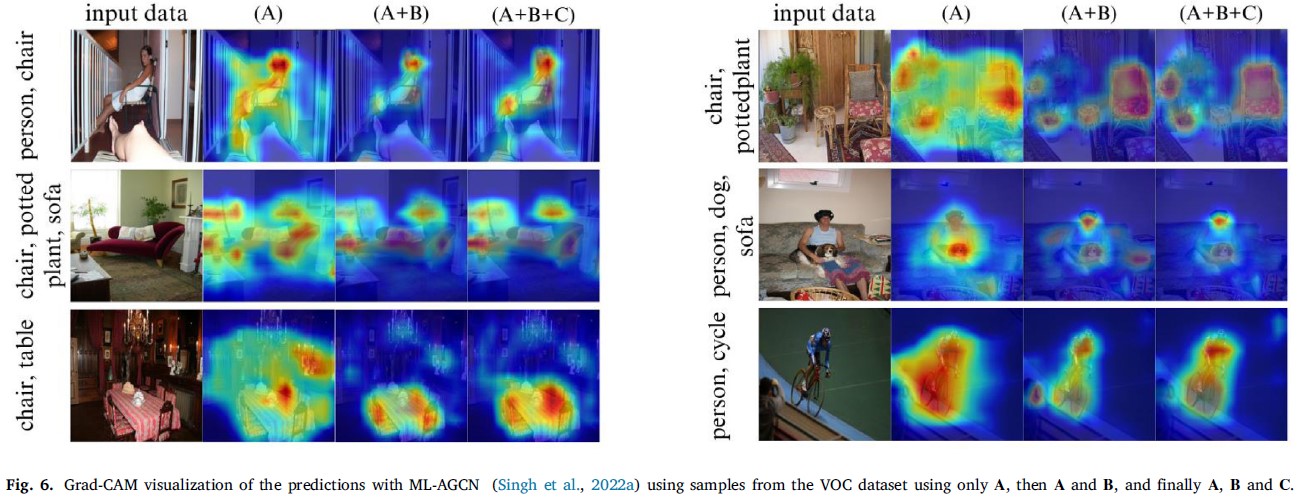 input data (A) (A+B) (A+B+C)
person, chair
chair, potted
plant, sofa
chair, table
input data (A) (A+B) (A+B+C)
chair,
pottedplant
person, dog,
sofa
person, cycle
Fig. 6. Grad-CAM visualization of the predictions with ML-AGCN (Singh et al., 2022a) using samples from the VOC dataset using only A, then A and B, and finally A, B and C.